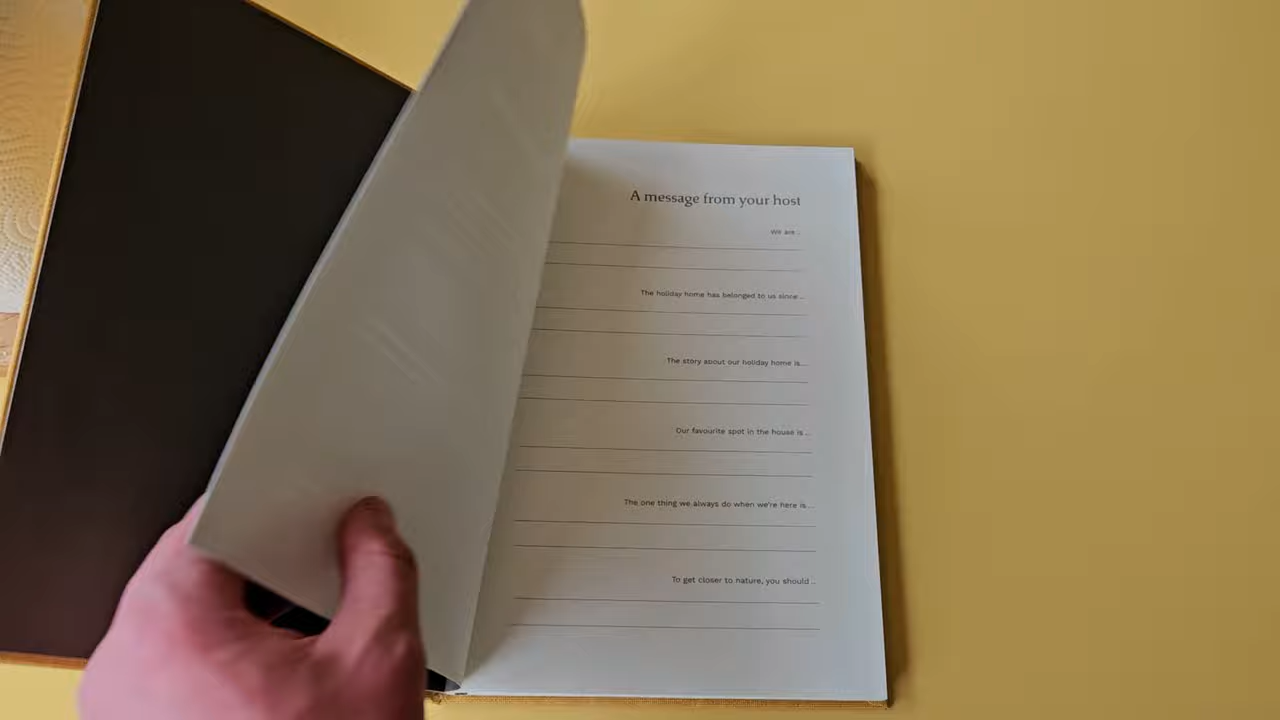 A message from your host
We are ..
The holiday home has belonged to us since...
The story about our holiday home is...
Our favourite spot in the house is...
The one thing we always do when we're here is...
To get closer to nature, you should...